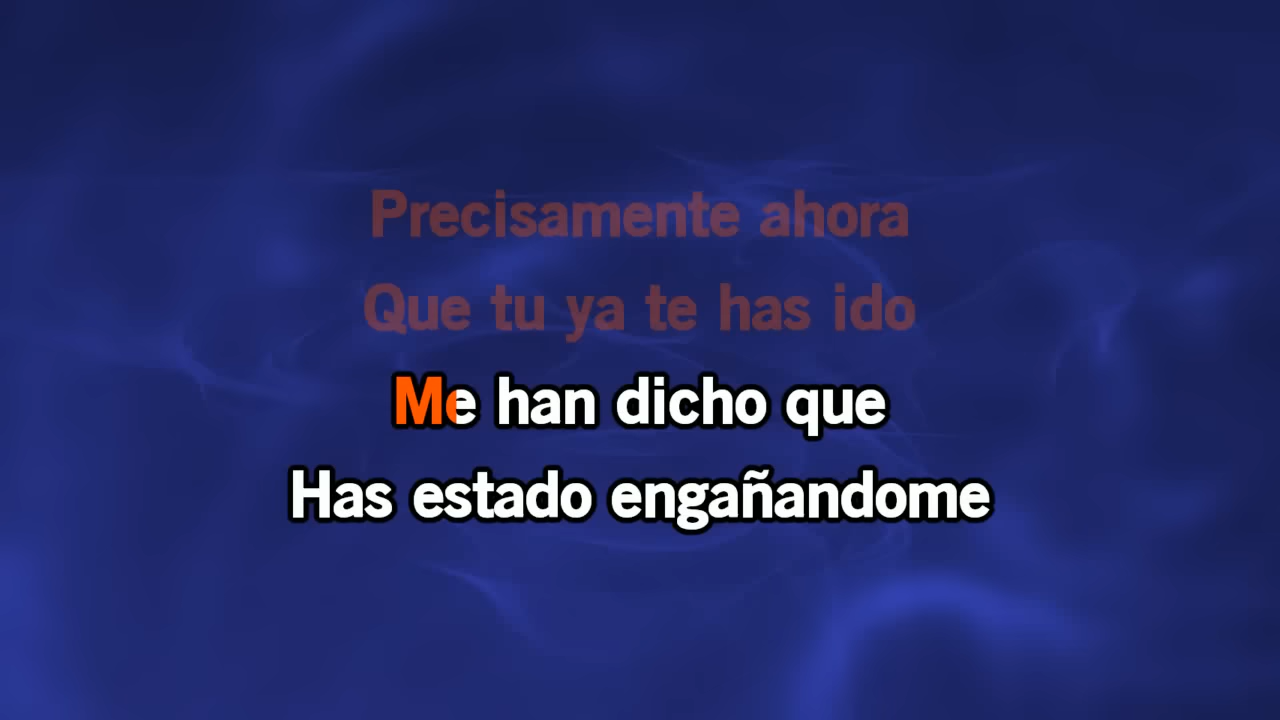 Precisamente ahora
Que tu ya te has ido
Me han dicho que
Has estado engañandome